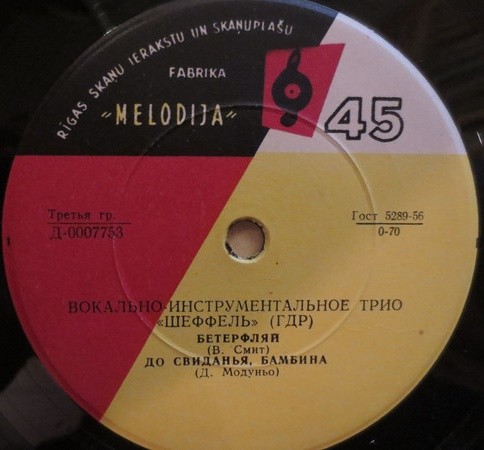 RĪGAS SKAŅU IERAKSTU UN SKAŅUPLAŠU
FABRIKA
"MELODIJA"
45
Третья гр.
Д-0007753
Гост 5289-56
0-70
ВОКАЛЬНО-ИНСТРУМЕНТАЛЬНОЕ ТРИО
«ШЕФФЕЛЬ» (ГДР)
БЕТЕРФЛЯЙ
(В. Смит)
ДО СВИДАНЬЯ, БАМБИНА
(Д. Модуньо)